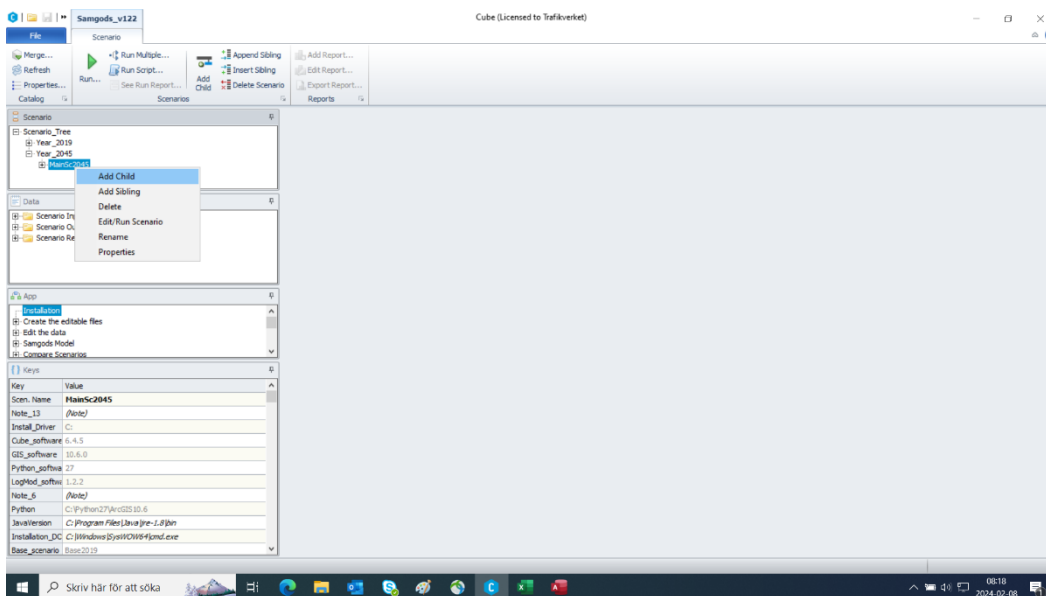 Samgods_v122
Cube (Licensed to Trafikverket)
File
Scenario
Merge...
Refresh
Properties...
Catalog
Run...
Run Multiple...
Run Script...
See Run Report...
Add Child
Append Sibling
Insert Sibling
Delete Scenario
Scenarios
Add Report...
Edit Report...
Export Report...
Reports
Scenario
Scenario_Tree
Year_2019
Year_2045
MainSc2045
Add Child
Add Sibling
Delete
Edit/Run Scenario
Rename
Properties
Data
Scenario
Scenario
Scenario
App
Installation
Create the editable files
Edit the data
Samgods Model
Compare Scenarios
Keys
Key Value
Scen. Name MainSc2045
Note_13 (Note)
Install_Driver C:
Cube_software 6.4.5
GIS_software 10.6.0
Python_softwa 27
LogMod_softwa 1.2.2
Note_6 (Note)
Python C:\Python27\ArcGIS10.6
JavaVersion C:\Program Files\Java\jre-1.8\bin
Installation_DC C:\Windows\SysWOW64\cmd.exe
Base_scenario Base2019
Skriv här för att söka
08:18
2024-02-08